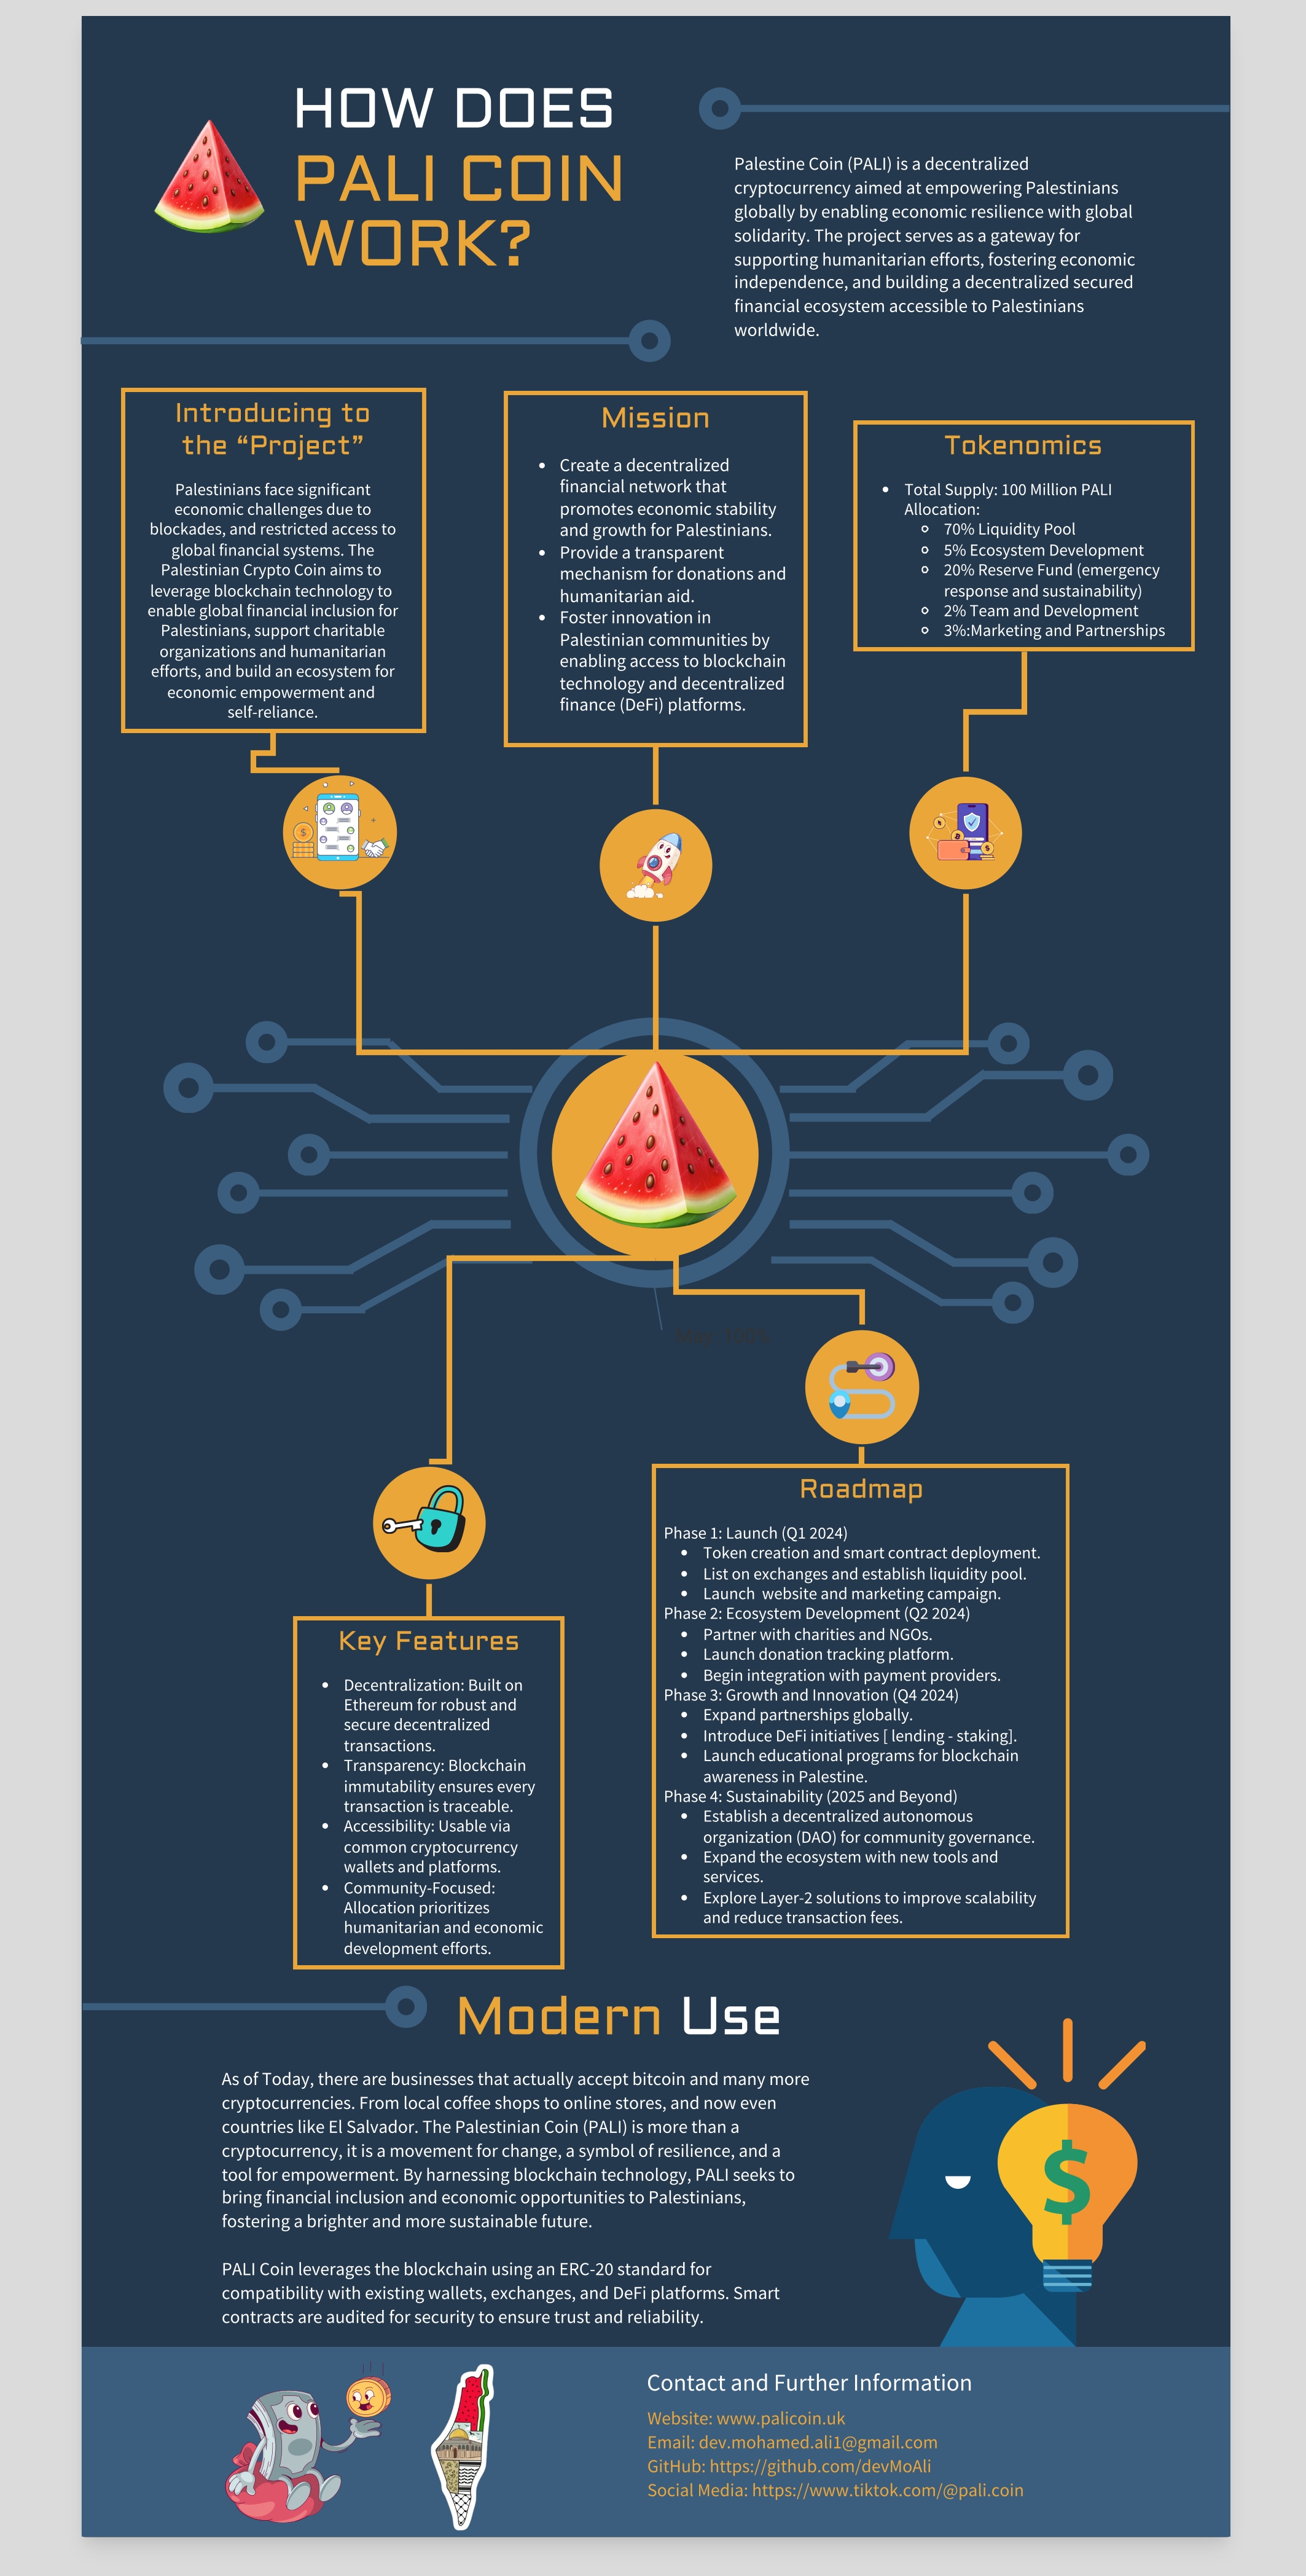 HOW DOES
PALI COIN
WORK?
Palestine Coin (PALI) is a decentralized
cryptocurrency aimed at empowering Palestinians
globally by enabling economic resilience with global
solidarity. The project serves as a gateway for
supporting humanitarian efforts, fostering economic
independence, and building a decentralized secured
financial ecosystem accessible to Palestinians
worldwide.
Introducing to
the “Project”
Palestinians face significant
economic challenges due to
blockades, and restricted access to
global financial systems. The
Palestinian Crypto Coin aims to
leverage blockchain technology to
enable global financial inclusion for
Palestinians, support charitable
organizations and humanitarian
efforts, and build an ecosystem for
economic empowerment and
self-reliance.
Mission
• Create a decentralized
financial network that
promotes economic stability
and growth for Palestinians.
• Provide a transparent
mechanism for donations and
humanitarian aid.
• Foster innovation in
Palestinian communities by
enabling access to blockchain
technology and decentralized
finance (DeFi) platforms.
Tokenomics
• Total Supply: 100 Million PALI
Allocation:
◦ 70% Liquidity Pool
◦ 5% Ecosystem Development
◦ 20% Reserve Fund (emergency
response and sustainability)
◦ 2% Team and Development
◦ 3%:Marketing and Partnerships
Key Features
• Decentralization: Built on
Ethereum for robust and
secure decentralized
transactions.
• Transparency: Blockchain
immutability ensures every
transaction is traceable.
• Accessibility: Usable via
common cryptocurrency
wallets and platforms.
• Community-Focused:
Allocation prioritizes
humanitarian and economic
development efforts.
Roadmap
Phase 1: Launch (Q1 2024)
• Token creation and smart contract deployment.
• List on exchanges and establish liquidity pool.
• Launch  website and marketing campaign.
Phase 2: Ecosystem Development (Q2 2024)
• Partner with charities and NGOs.
• Launch donation tracking platform.
• Begin integration with payment providers.
Phase 3: Growth and Innovation (Q4 2024)
• Expand partnerships globally.
• Introduce DeFi initiatives [ lending - staking].
• Launch educational programs for blockchain
awareness in Palestine.
Phase 4: Sustainability (2025 and Beyond)
• Establish a decentralized autonomous
organization (DAO) for community governance.
• Expand the ecosystem with new tools and
services.
• Explore Layer-2 solutions to improve scalability
and reduce transaction fees.
Modern Use
As of Today, there are businesses that actually accept bitcoin and many more
cryptocurrencies. From local coffee shops to online stores, and now even
countries like El Salvador. The Palestinian Coin (PALI) is more than a
cryptocurrency, it is a movement for change, a symbol of resilience, and a
tool for empowerment. By harnessing blockchain technology, PALI seeks to
bring financial inclusion and economic opportunities to Palestinians,
fostering a brighter and more sustainable future.
PALI Coin leverages the blockchain using an ERC-20 standard for
compatibility with existing wallets, exchanges, and DeFi platforms. Smart
contracts are audited for security to ensure trust and reliability.
Contact and Further Information
Website: www.palicoin.uk
Email: dev.mohamed.ali1@gmail.com
GitHub: https://github.com/devMoAli
Social Media: https://www.tiktok.com/@pali.coin